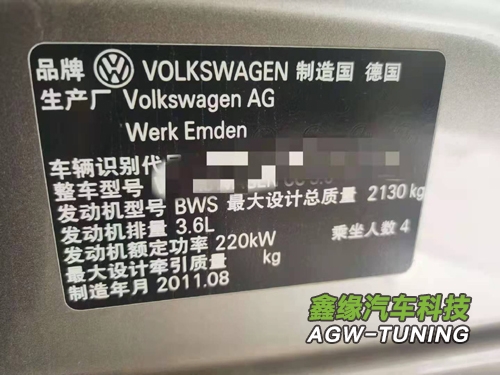 品牌 VOLKSWAGEN 制造国 德国
生产厂 Volkswagen AG
Werk Emden
车辆识别代
整车型号
发动机型号 BWS 最大设计总质量 2130 kg
发动机排量 3.6L
发动机额定功率 220kW 乘坐人数 4
最大设计牵引质量 kg
制造年月 2011.08
鑫缘汽车科技
AGW-TUNING